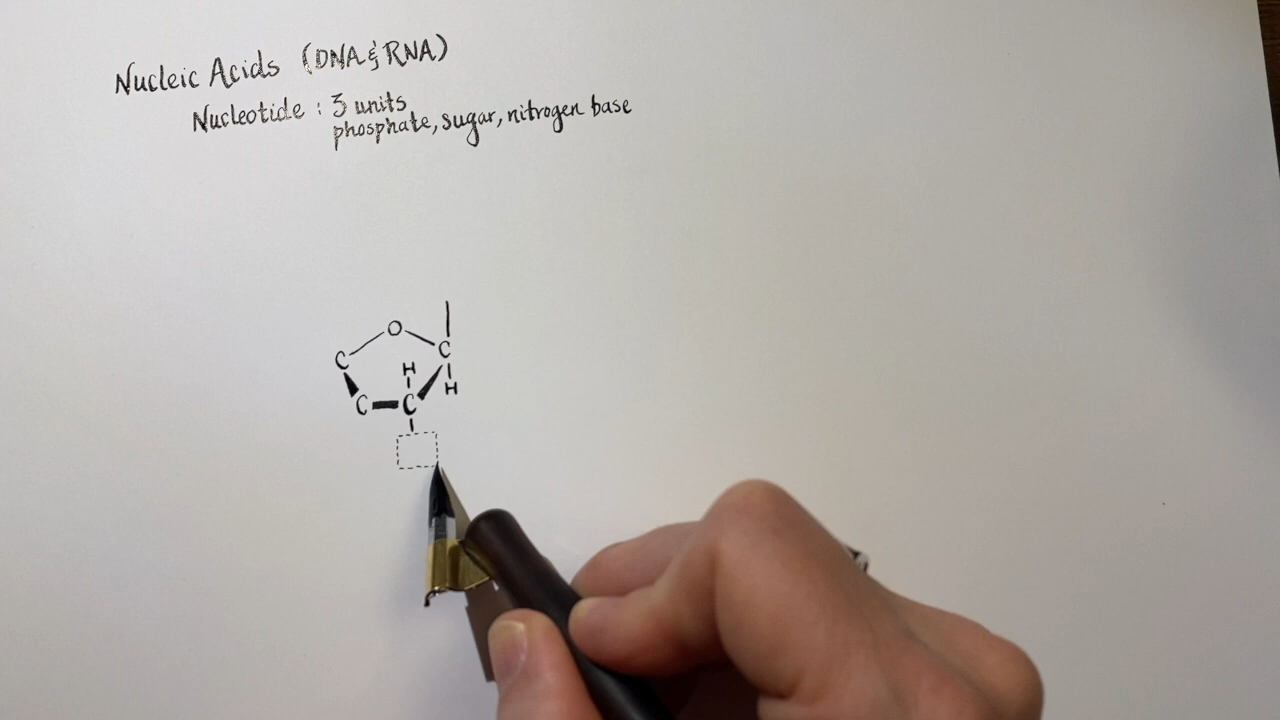 Nucleic Acids (DNA & RNA)
Nucleotide : 3 units
phosphate, sugar, nitrogen base
O
C C
H
H
C C